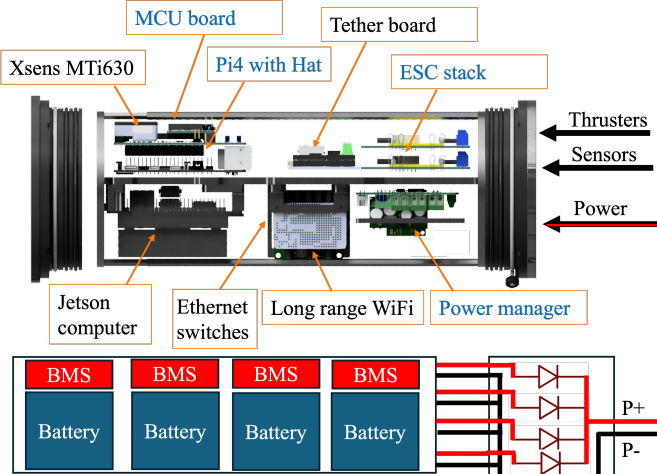 MCU board
Tether board
Xsens MTi630
Pi4 with Hat
ESC stack
Thrusters
Sensors
Power
Jetson
computer
Ethernet
switches
Long range WiFi
Power manager
BMS
BMS
BMS
BMS
Battery
Battery
Battery
Battery
P+
P-